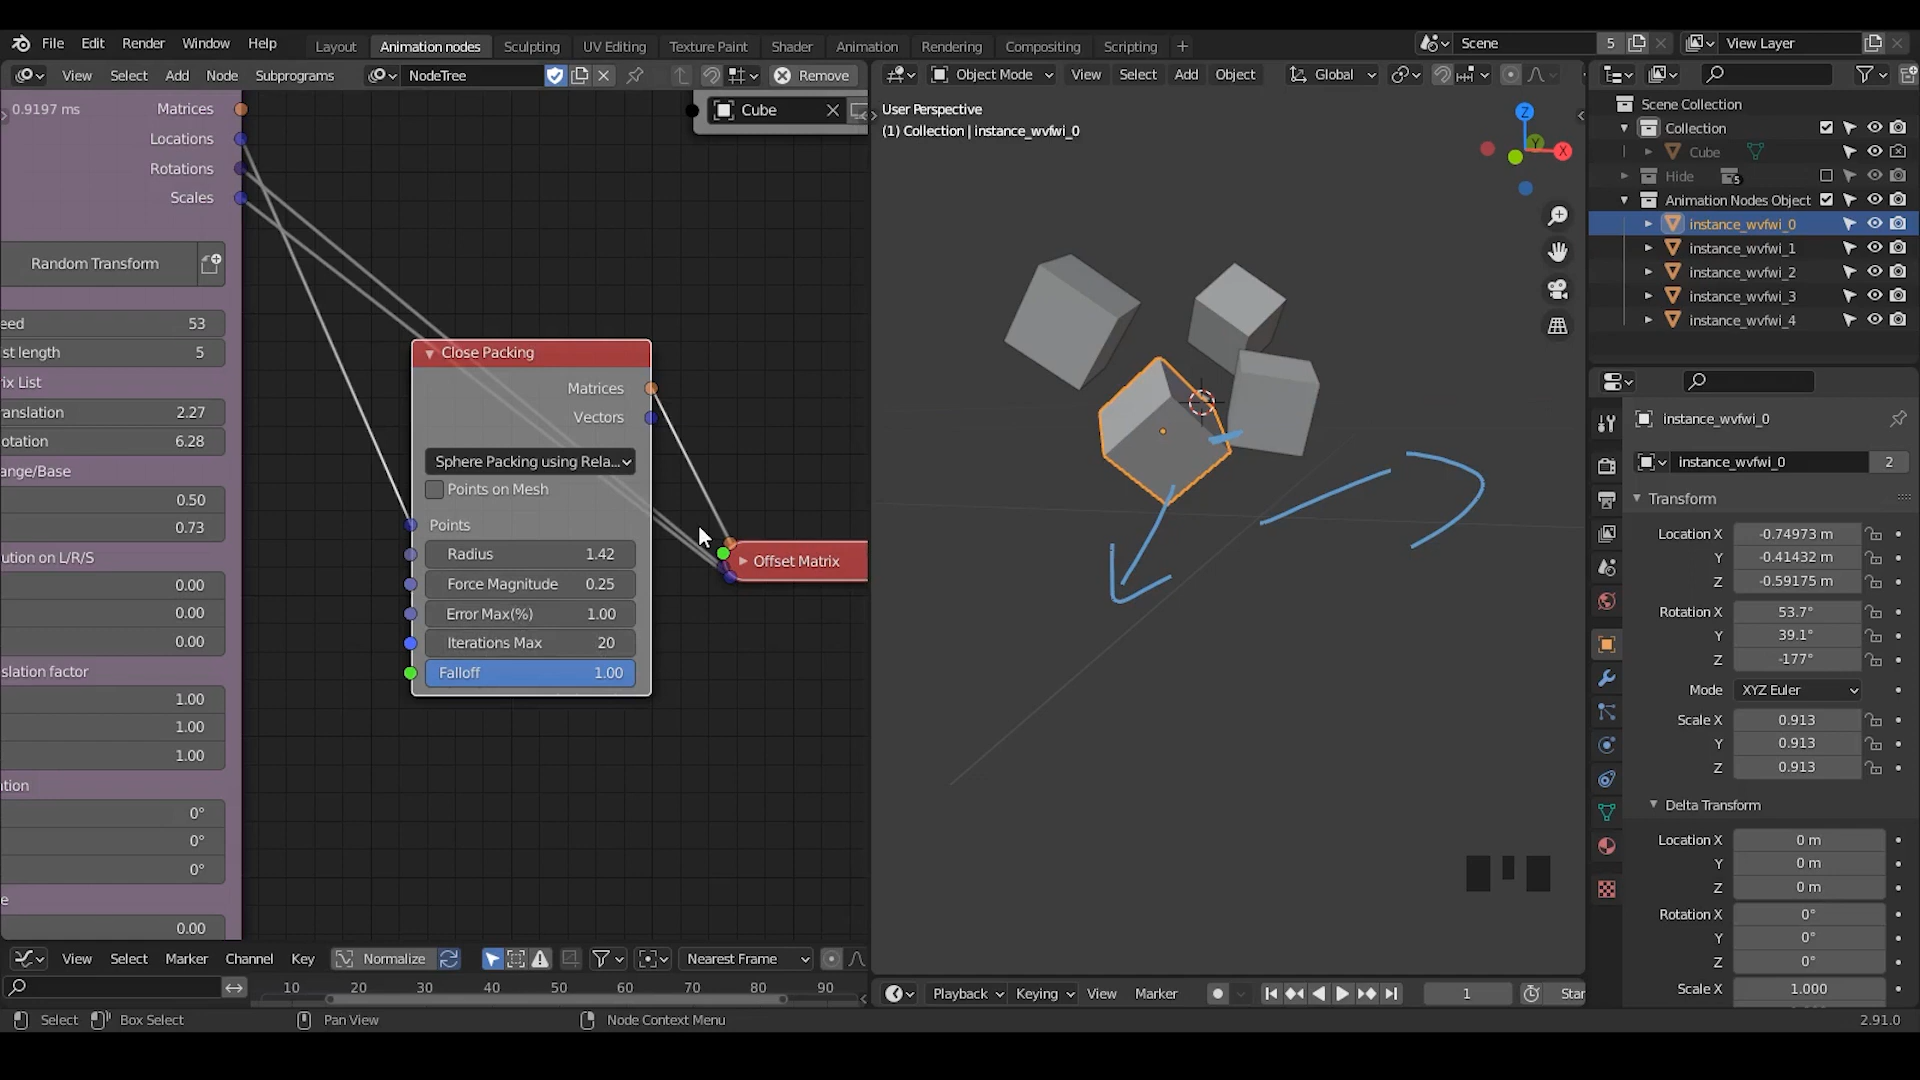 File Edit Render Window Help Layout Animation nodes Sculpting UV Editing Texture Paint Shader Animation Rendering Compositing Scripting + Scene 5 View Layer
View Select Add Node Subprograms NodeTree Remove
Object Mode View Select Add Object Global
0.9197 ms
Matrices
Locations
Rotations
Scales
Random Transform
eed 53
st length 5
rix List
anslation 2.27
otation 6.28
ange/Base
0.50
0.73
ution on L/R/S
0.00
0.00
0.00
slation factor
1.00
1.00
1.00
ation
0°
0°
0°
e
0.00
Cube
Close Packing
Matrices
Vectors
Sphere Packing using Rela...
Points on Mesh
Points
Radius 1.42
Force Magnitude 0.25
Error Max(%) 1.00
Iterations Max 20
Falloff 1.00
Offset Matrix
User Perspective
(1) Collection | instance_wvfwi_0
Z
Y
X
Scene Collection
Collection
Cube
Hide 5
Animation Nodes Object
instance_wvfwi_0
instance_wvfwi_1
instance_wvfwi_2
instance_wvfwi_3
instance_wvfwi_4
instance_wvfwi_0
instance_wvfwi_0 2
Transform
Location X -0.74973 m
Y -0.41432 m
Z -0.59175 m
Rotation X 53.7°
Y 39.1°
Z -177°
Mode XYZ Euler
Scale X 0.913
Y 0.913
Z 0.913
Delta Transform
Location X 0 m
Y 0 m
Z 0 m
Rotation X 0°
Y 0°
Z 0°
Scale X 1.000
View Select Marker Channel Key Normalize Nearest Frame
10 20 30 40 50 60 70 80 90
Playback Keying View Marker 1 Star
Select Box Select Pan View Node Context Menu 2.91.0